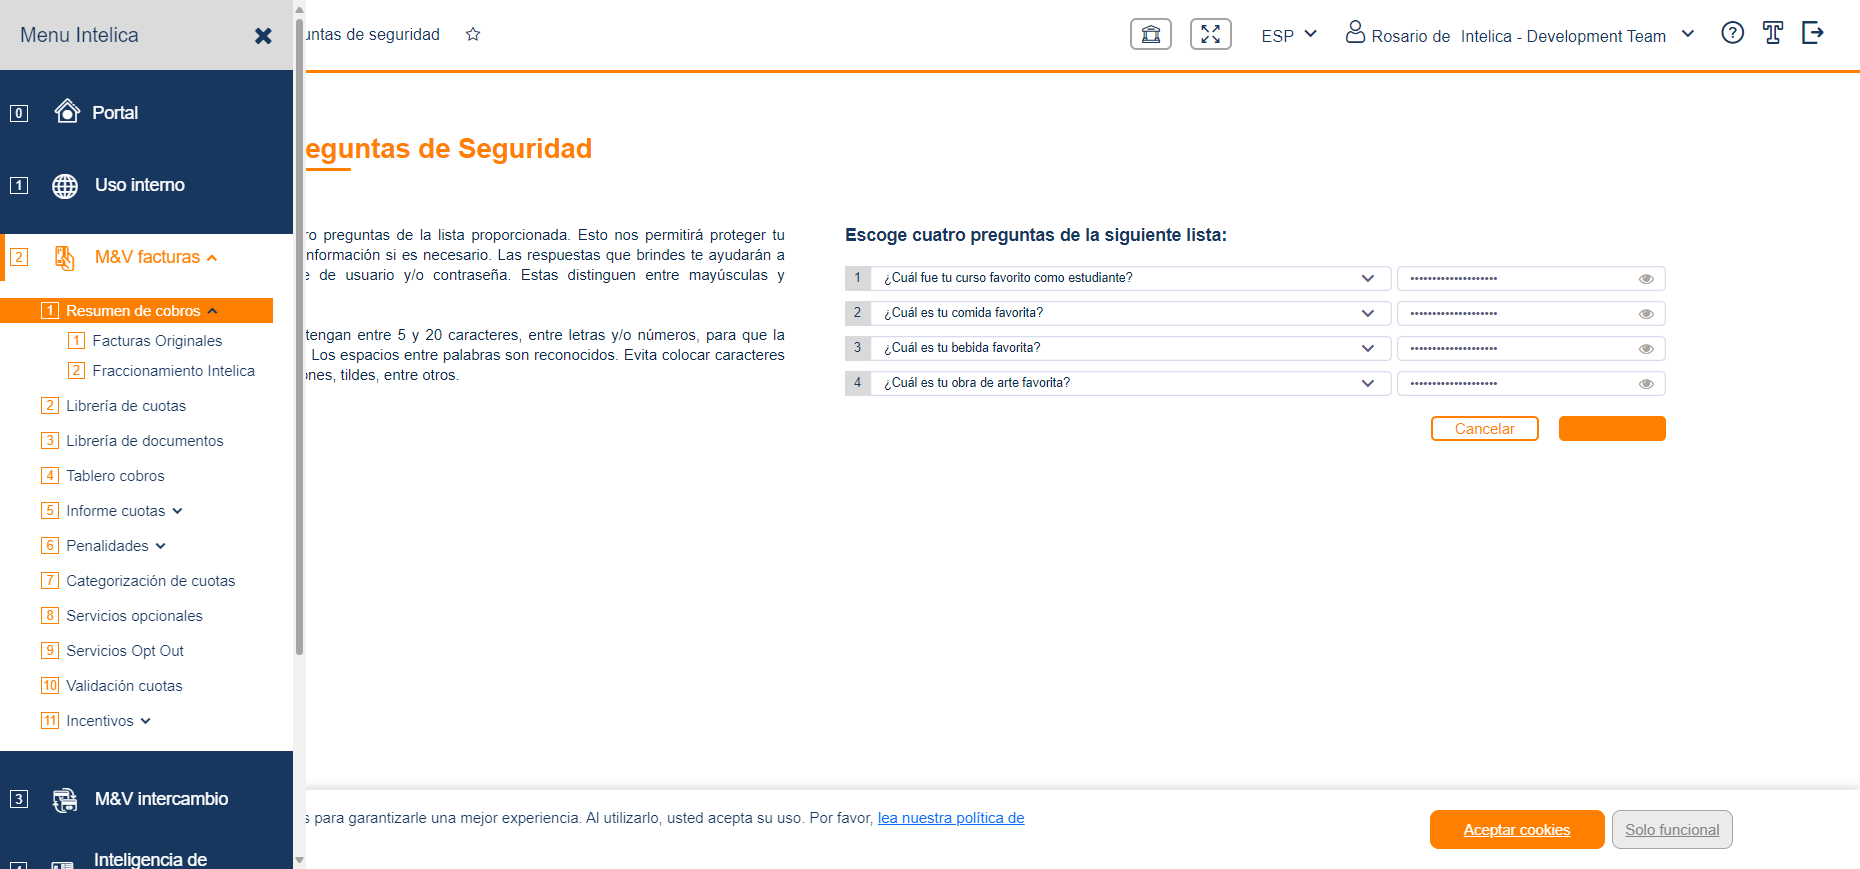 Menu Intelica
untas de seguridad
ESP
Rosario de Intelica - Development Team
0 Portal
1 Uso interno
2 M&V facturas
1 Resumen de cobros
1 Facturas Originales
2 Fraccionamiento Intelica
2 Librería de cuotas
3 Librería de documentos
4 Tablero cobros
5 Informe cuotas
6 Penalidades
7 Categorización de cuotas
8 Servicios opcionales
9 Servicios Opt Out
10 Validación cuotas
11 Incentivos
3 M&V intercambio
Inteligencia de
eguntas de Seguridad
ro preguntas de la lista proporcionada. Esto nos permitirá proteger tu
nformación si es necesario. Las respuestas que brindes te ayudarán a
e de usuario y/o contraseña. Estas distinguen entre mayúsculas y
tengan entre 5 y 20 caracteres, entre letras y/o números, para que la
Los espacios entre palabras son reconocidos. Evita colocar caracteres
nes, tildes, entre otros.
Escoge cuatro preguntas de la siguiente lista:
1 ¿Cuál fue tu curso favorito como estudiante? ••••••••••••••••••••
2 ¿Cuál es tu comida favorita? ••••••••••••••••••••
3 ¿Cuál es tu bebida favorita? ••••••••••••••••••••
4 ¿Cuál es tu obra de arte favorita? ••••••••••••••••••••
Cancelar
s para garantizarle una mejor experiencia. Al utilizarlo, usted acepta su uso. Por favor, lea nuestra política de
Aceptar cookies
Solo funcional